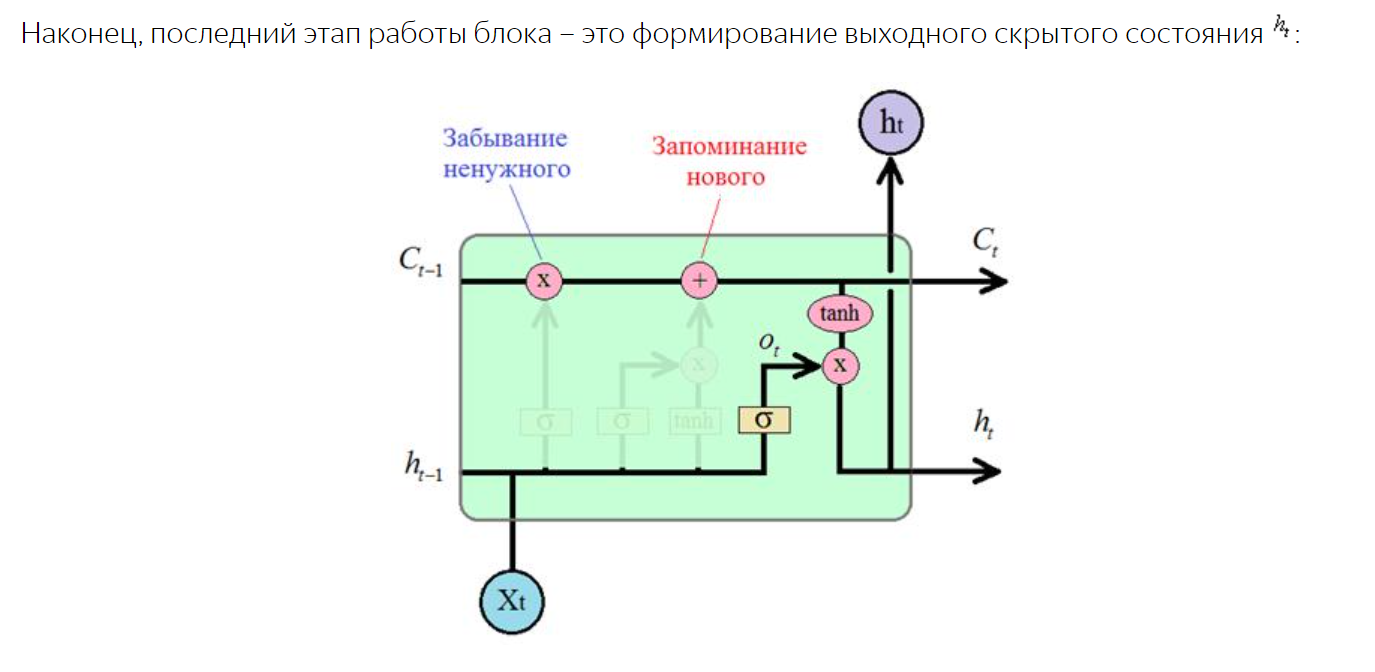 Наконец, последний этап работы блока – это формирование выходного скрытого состояния hₜ :
Забывание
ненужного
Запоминание
нового
ht
Cₜ₋₁
x
+
Cₜ
tanh
oₜ
x
x
σ
σ
tanh
σ
hₜ
hₜ₋₁
Xt